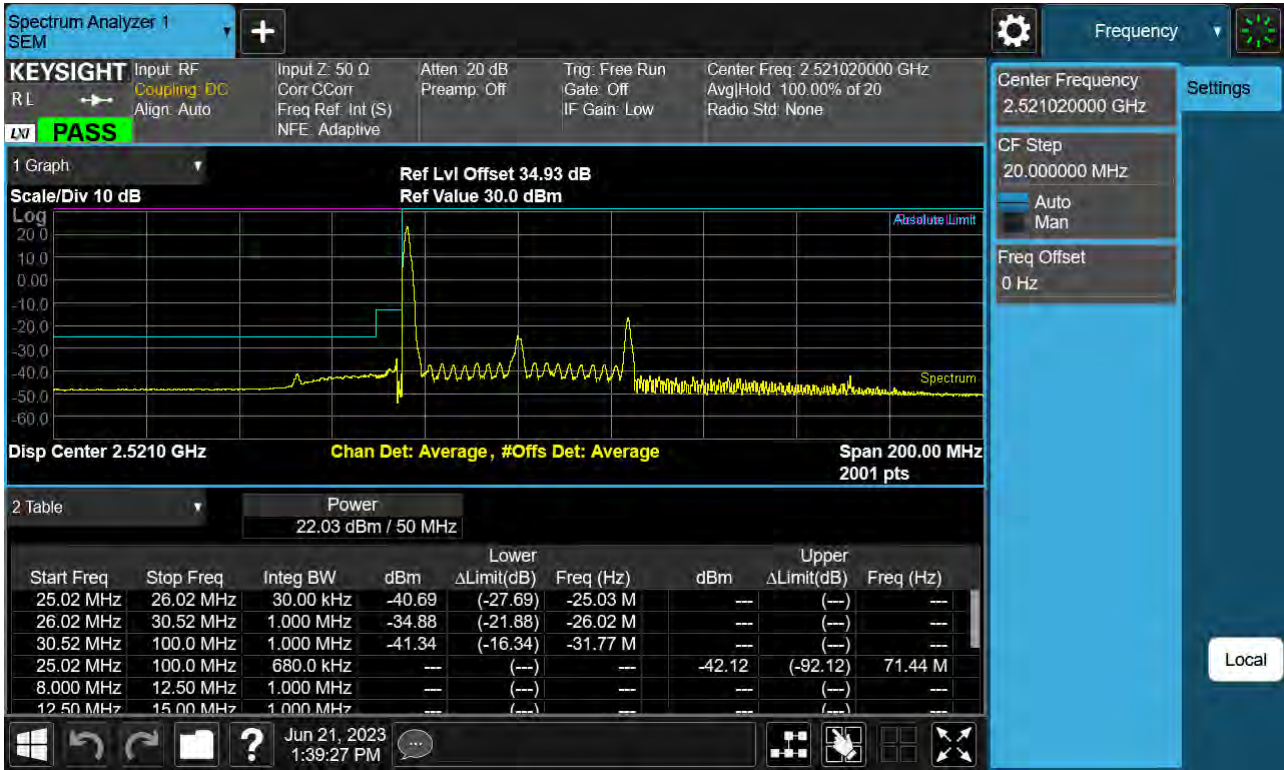 Spectrum Analyzer 1
SEM
Frequency
KEYSIGHT
RL
LXI
PASS
Input: RF
Coupling: DC
Align: Auto
Input Z: 50 Ω
Corr CCorr
Freq Ref: Int (S)
NFE: Adaptive
Atten: 20 dB
Preamp: Off
Trig: Free Run
Gate: Off
IF Gain: Low
Center Freq: 2.521020000 GHz
Avg|Hold: 100.00% of 20
Radio Std: None
Center Frequency
2.521020000 GHz
Settings
CF Step
20.000000 MHz
Auto
Man
Freq Offset
0 Hz
Local
1 Graph
Scale/Div 10 dB
Ref Lvl Offset 34.93 dB
Ref Value 30.0 dBm
Log
20.0
10.0
0.00
-10.0
-20.0
-30.0
-40.0
-50.0
-60.0
Limit
Spectrum
Disp Center 2.5210 GHz
Chan Det: Average , #Offs Det: Average
Span 200.00 MHz
2001 pts
2 Table
Power
22.03 dBm / 50 MHz
Lower Upper
Start Freq Stop Freq Integ BW dBm ΔLimit(dB) Freq (Hz) dBm ΔLimit(dB) Freq (Hz)
25.02 MHz 26.02 MHz 30.00 kHz -40.69 (-27.69) -25.03 M --- (---) ---
26.02 MHz 30.52 MHz 1.000 MHz -34.88 (-21.88) -26.02 M --- (---) ---
30.52 MHz 100.0 MHz 1.000 MHz -41.34 (-16.34) -31.77 M --- (---) ---
25.02 MHz 100.0 MHz 680.0 kHz --- (---) --- -42.12 (-92.12) 71.44 M
8.000 MHz 12.50 MHz 1.000 MHz --- (---) --- --- (---) ---
12.50 MHz 15.00 MHz 1.000 MHz --- (---) --- --- (---) ---
?
Jun 21, 2023
1:39:27 PM